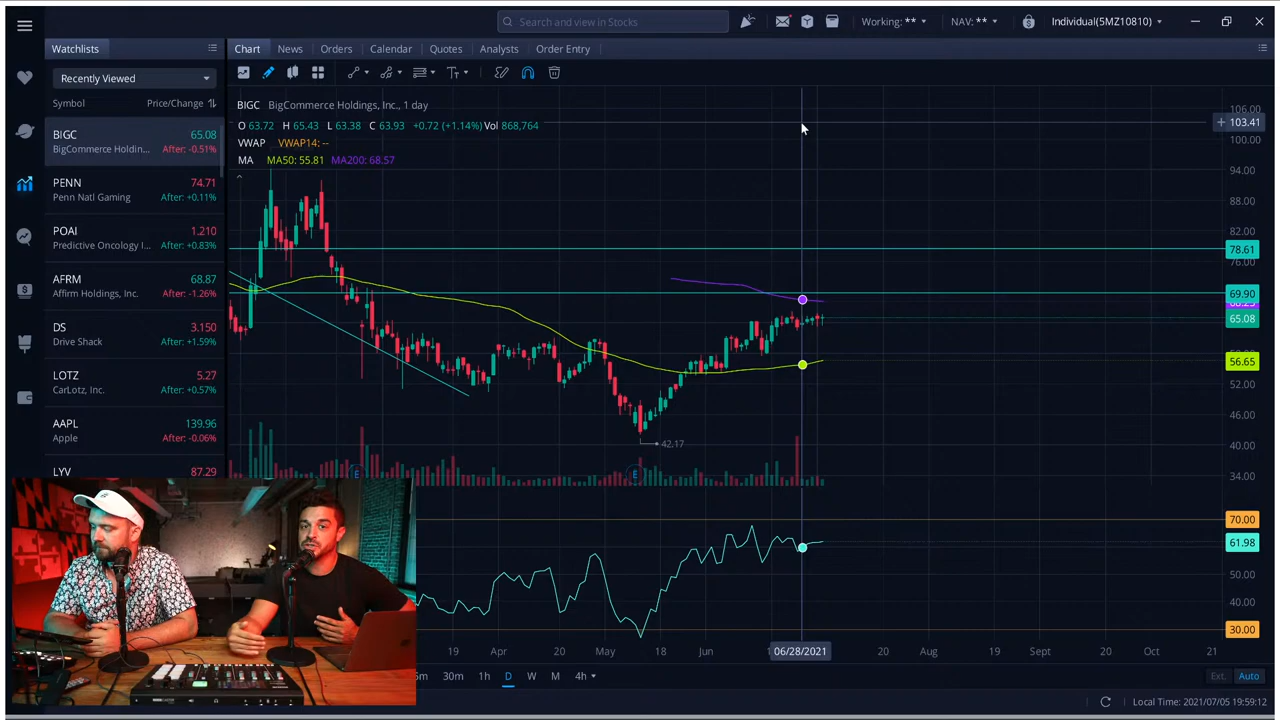 Search and view in Stocks
Working: **
NAV: **
Individual(5MZ10810)
Watchlists
Chart
News
Orders
Calendar
Quotes
Analysts
Order Entry
Recently Viewed
Symbol
Price/Change
BIGC 65.08
BigCommerce Holdin... After: -0.51%
PENN 74.71
Penn Natl Gaming After: +0.11%
POAI 1.210
Predictive Oncology I... After: +0.83%
AFRM 68.87
Affirm Holdings, Inc. After: -1.26%
DS 3.150
Drive Shack After: +1.59%
LOTZ 5.27
CarLotz, Inc. After: +0.57%
AAPL 139.96
Apple After: -0.06%
LYV 87.29
BIGC BigCommerce Holdings, Inc., 1 day
O 63.72 H 65.43 L 63.38 C 63.93 +0.72 (+1.14%) Vol 868,764
VWAP VWAP14: --
MA MA50: 55.81 MA200: 68.57
42.17
E
E
106.00
103.41
100.00
94.00
88.00
82.00
78.61
76.00
69.90
65.08
56.65
52.00
46.00
40.00
34.00
70.00
61.98
50.00
40.00
30.00
19 Apr 26 May 18 Jun 06/28/2021 20 Aug 19 Sept 20 Oct 21
30m 1h D W M 4h
Ext. Auto
Local Time: 2021/07/05 19:59:12